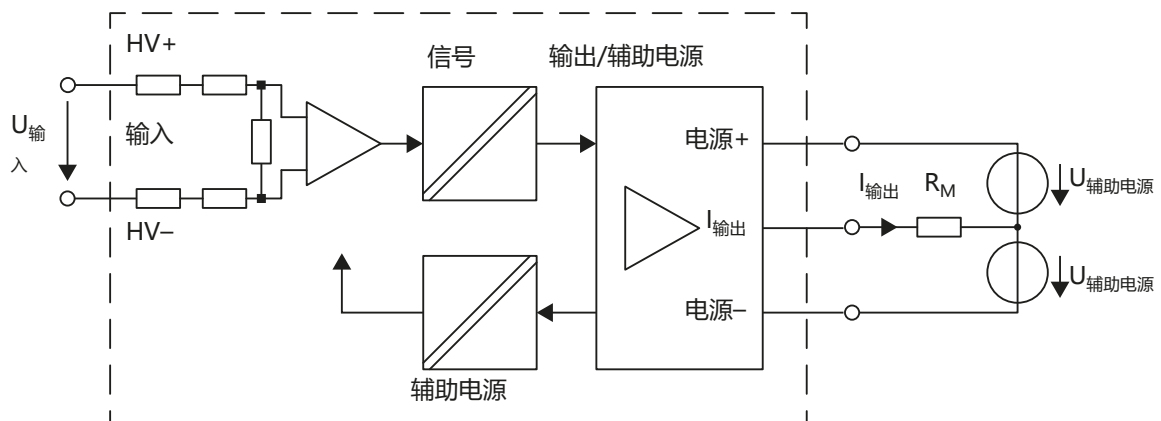 HV+
信号
输出/辅助电源
U输
入
输入
电源+
I输出
RM
U辅助电源
HV–
I输出
U辅助电源
电源–
辅助电源